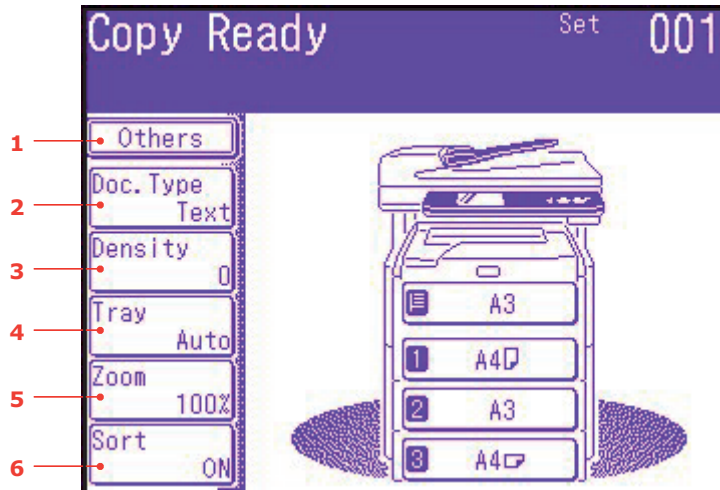 Copy Ready
Set 001
1 Others
2 Doc.Type
Text
3 Density
0
4 Tray
Auto
5 Zoom
100%
6 Sort
ON
A3
1 A4
2 A3
3 A4